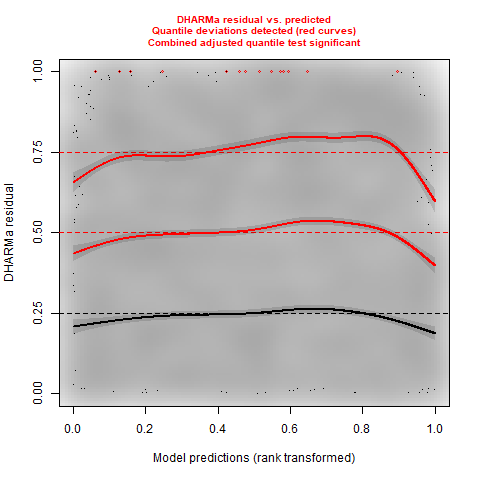 DHARMa residual vs. predicted
Quantile deviations detected (red curves)
Combined adjusted quantile test significant
1.00
0.75
0.50
0.25
0.00
DHARMa residual
0.0 0.2 0.4 0.6 0.8 1.0
Model predictions (rank transformed)